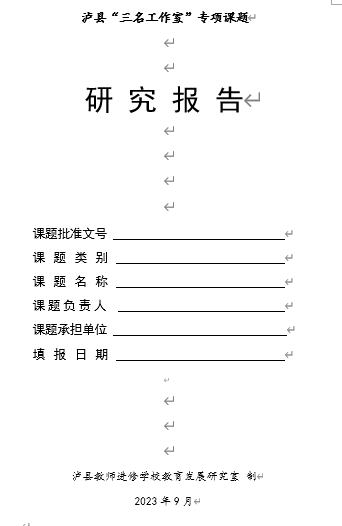 泸县“三名工作室”专项课题
研 究 报 告
课题批准文号
课 题 类 别
课 题 名 称
课 题 负 责 人
课题承担单位
填 报 日 期
泸县教师进修学校教育发展研究室 制
2023 年 9 月